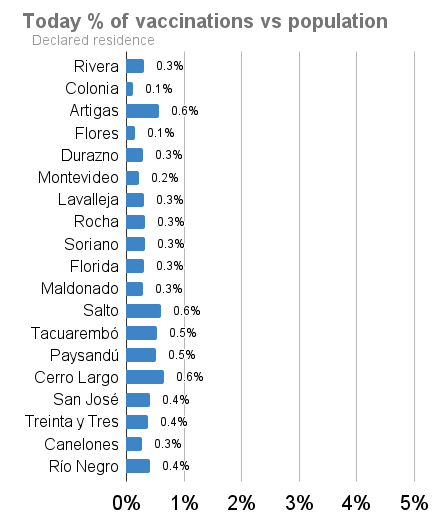 Today % of vaccinations vs population
Declared residence
Rivera 0.3%
Colonia 0.1%
Artigas 0.6%
Flores 0.1%
Durazno 0.3%
Montevideo 0.2%
Lavalleja 0.3%
Rocha 0.3%
Soriano 0.3%
Florida 0.3%
Maldonado 0.3%
Salto 0.6%
Tacuarembó 0.5%
Paysandú 0.5%
Cerro Largo 0.6%
San José 0.4%
Treinta y Tres 0.4%
Canelones 0.3%
Río Negro 0.4%
0% 1% 2% 3% 4% 5%